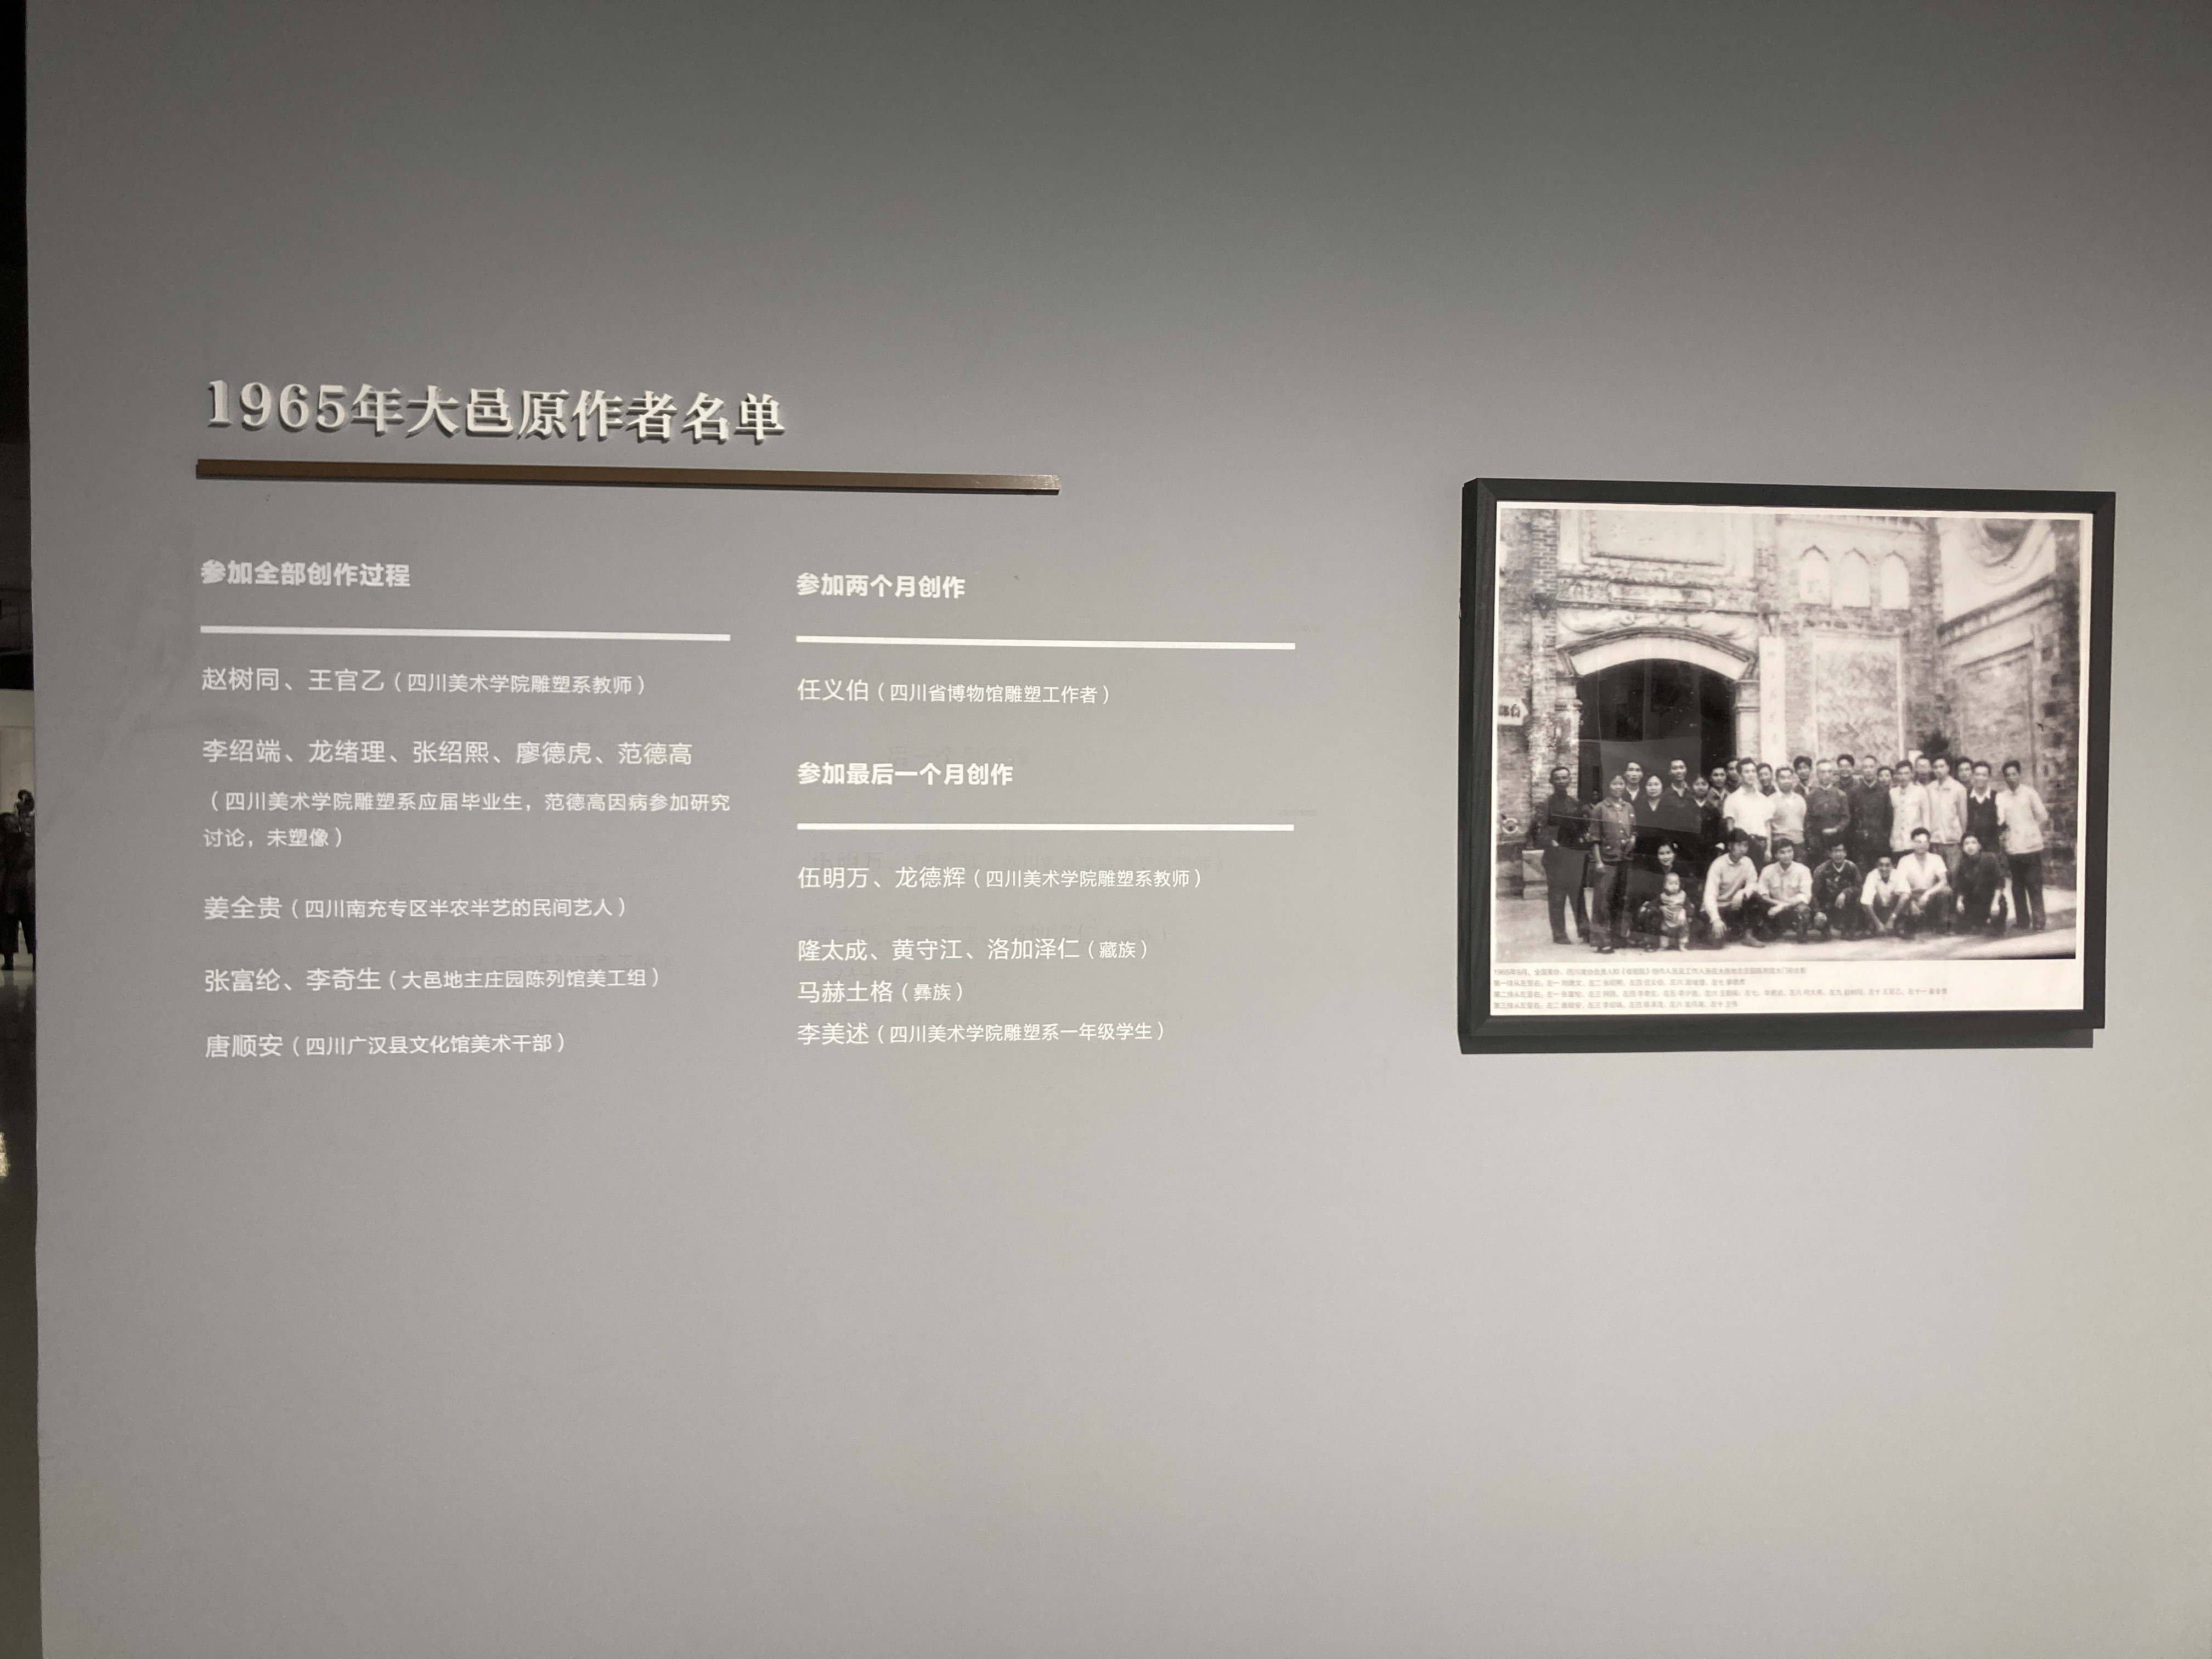 1965年大邑原作者名单
参加全部创作过程
赵树同、王官乙（四川美术学院雕塑系教师）
李绍端、龙绪理、张绍熙、廖德虎、范德高
（四川美术学院雕塑系应届毕业生，范德高因病参加研究
讨论，未塑像）
姜全贵（四川南充专区半农半艺的民间艺人）
张富纶、李奇生（大邑地主庄园陈列馆美工组）
唐顺安（四川广汉县文化馆美术干部）
参加两个月创作
任义伯（四川省博物馆雕塑工作者）
参加最后一个月创作
伍明万、龙德辉（四川美术学院雕塑系教师）
隆太成、黄守江、洛加泽仁（藏族）
马赫土格（彝族）
李美述（四川美术学院雕塑系一年级学生）